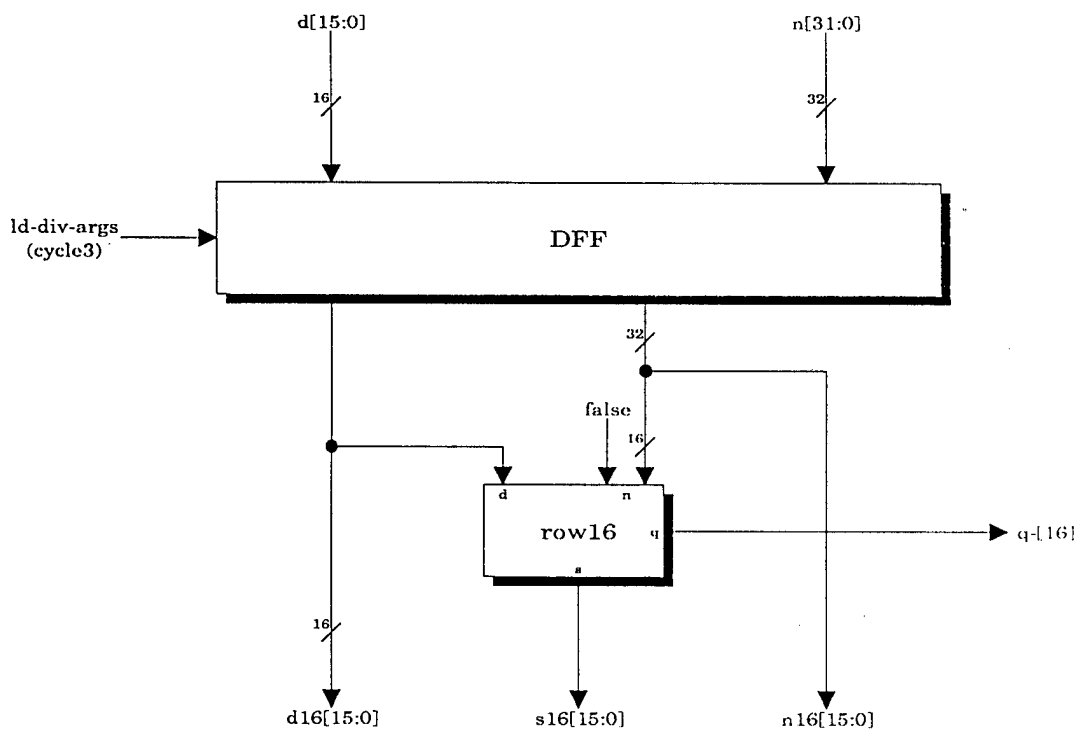 d[15:0]
n[31:0]
16
32
ld-div-args
(cycle3)
DFF
32
false
16
d
n
row16
q
q-[16]
s
16
d16[15:0]
s16[15:0]
n16[15:0]